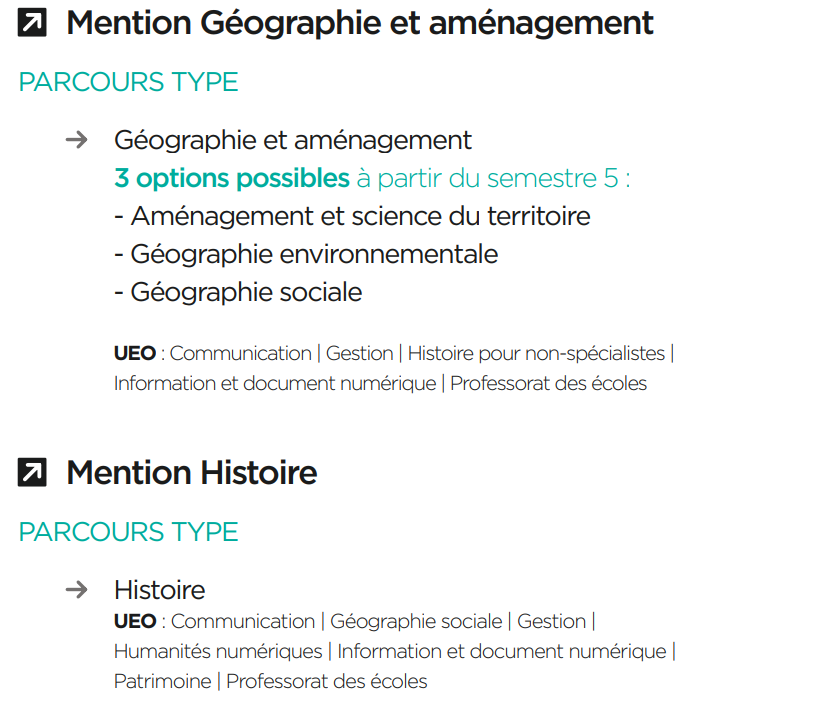 Mention Géographie et aménagement
PARCOURS TYPE
→ Géographie et aménagement
3 options possibles à partir du semestre 5 :
- Aménagement et science du territoire
- Géographie environnementale
- Géographie sociale
UEO : Communication | Gestion | Histoire pour non-spécialistes |
Information et document numérique | Professorat des écoles
Mention Histoire
PARCOURS TYPE
→ Histoire
UEO : Communication | Géographie sociale | Gestion |
Humanités numériques | Information et document numérique |
Patrimoine | Professorat des écoles